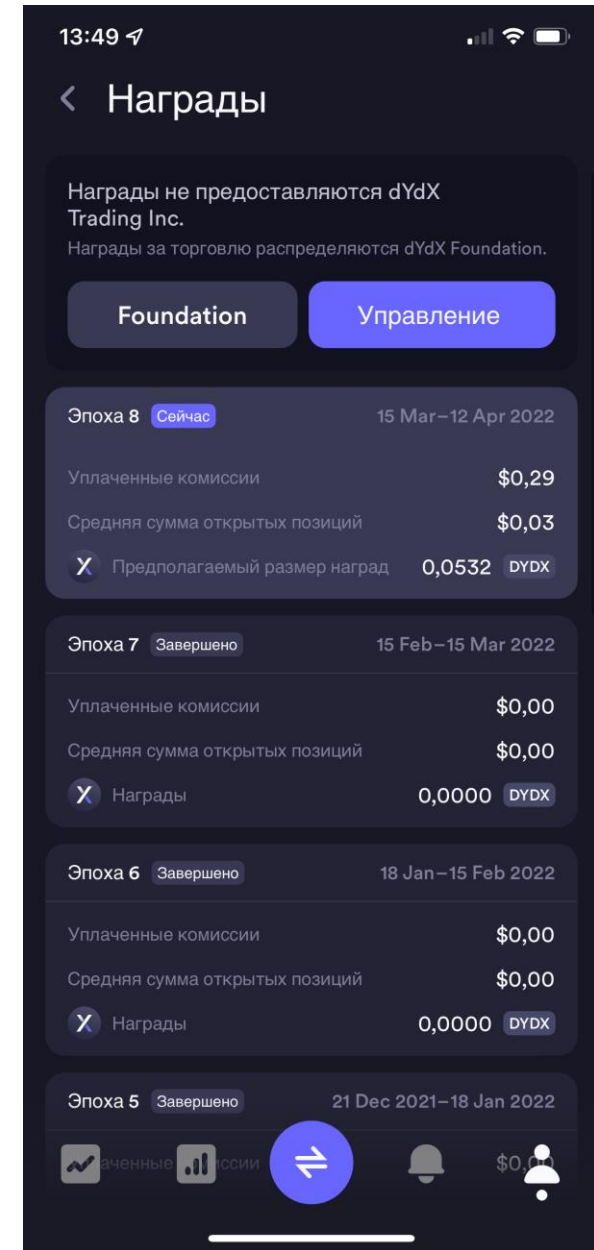 13:49
Награды
Награды не предоставляются dYdX
Trading Inc.
Награды за торговлю распределяются dYdX Foundation.
Foundation Управление
Эпоха 8 Сейчас 15 Mar–12 Apr 2022
Уплаченные комиссии $0,29
Средняя сумма открытых позиций $0,03
Предполагаемый размер наград 0,0532 DYDX
Эпоха 7 Завершено 15 Feb–15 Mar 2022
Уплаченные комиссии $0,00
Средняя сумма открытых позиций $0,00
Награды 0,0000 DYDX
Эпоха 6 Завершено 18 Jan–15 Feb 2022
Уплаченные комиссии $0,00
Средняя сумма открытых позиций $0,00
Награды 0,0000 DYDX
Эпоха 5 Завершено 21 Dec 2021–18 Jan 2022